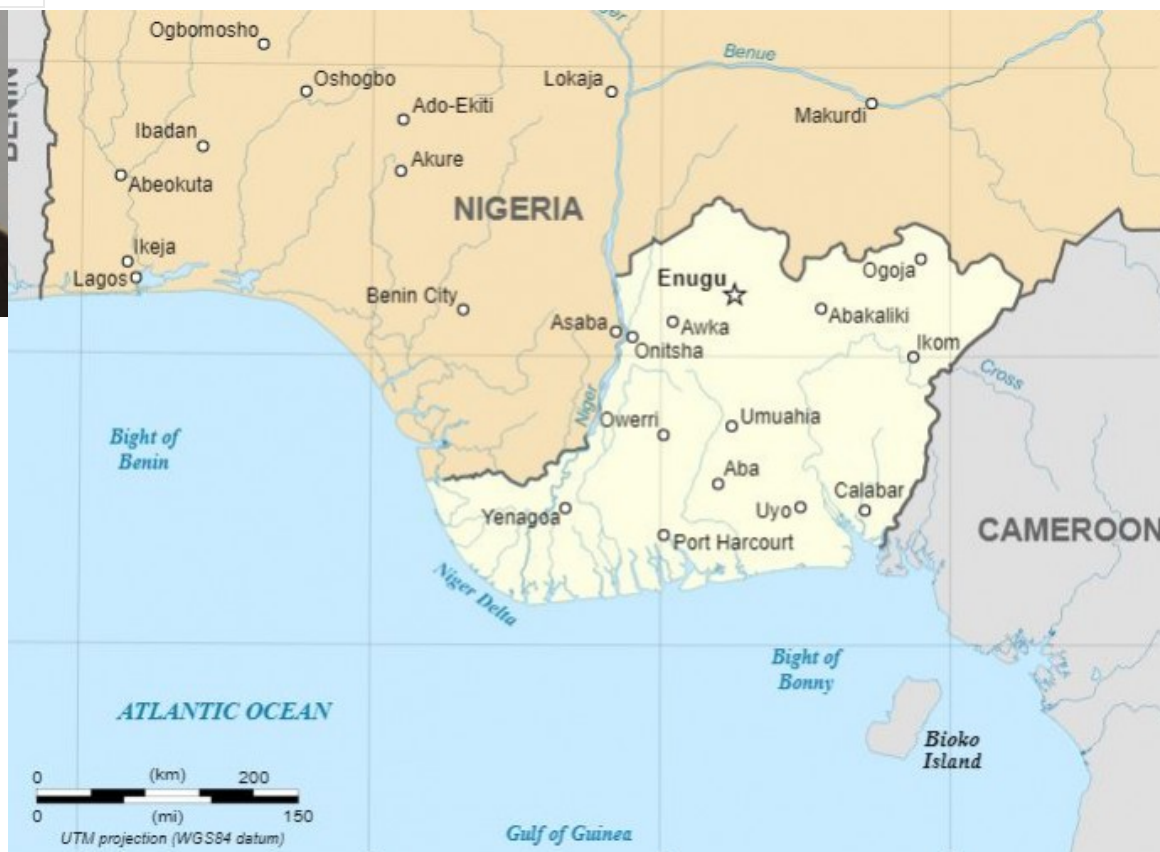 Ogbomosho
Niger
Benue
Oshogbo
Lokaja
Ado-Ekiti
Makurdi
BENIN
Ibadan
Akure
Abeokuta
NIGERIA
Ikeja
Lagos
Enugu
Ogoja
Benin City
Asaba
Awka
Abakaliki
Onitsha
Ikom
Cross
Niger
Owerri
Umuahia
Bight of
Benin
Aba
Yenagoa
Uyo
Calabar
Port Harcourt
CAMEROON
Niger Delta
Bight of
Bonny
ATLANTIC OCEAN
Bioko
Island
0 (km) 200
0 (mi) 150
UTM projection (WGS84 datum)
Gulf of Guinea